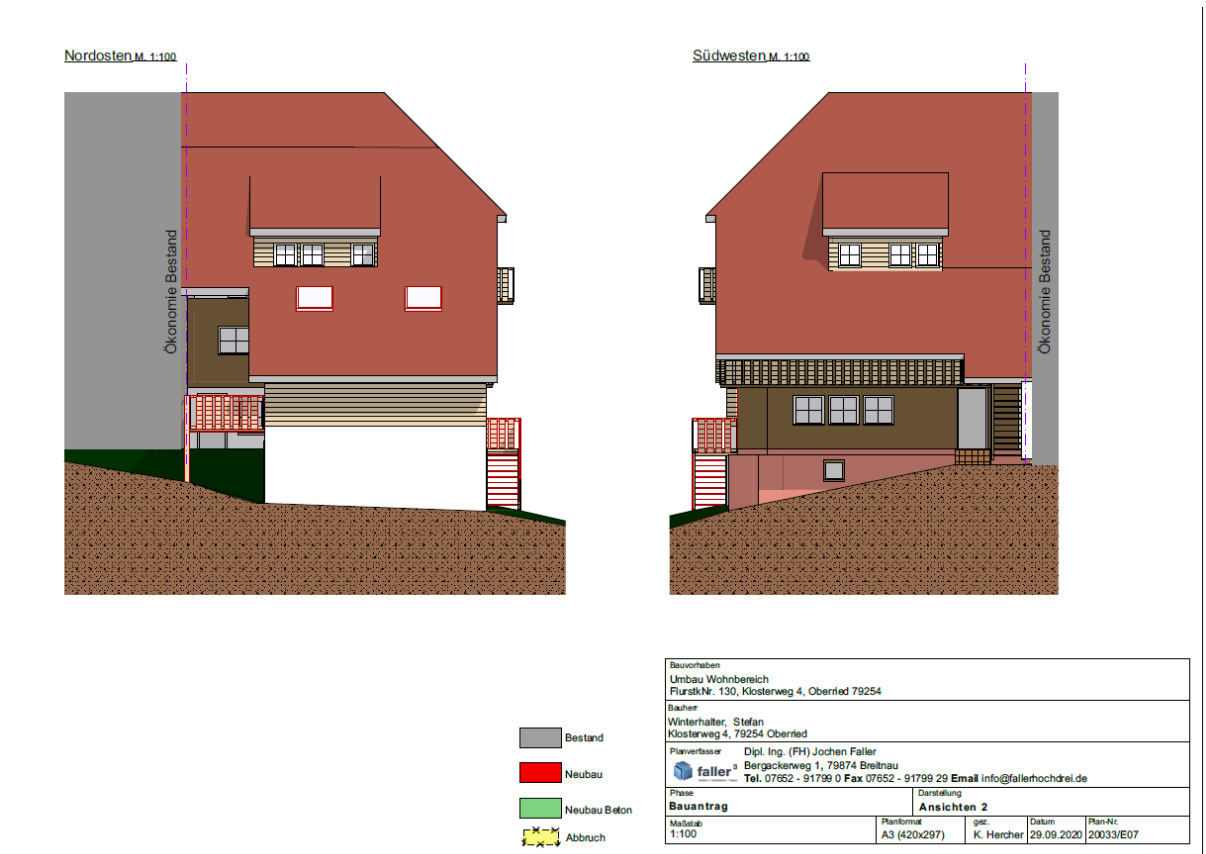 Nordosten M. 1:100
Südwesten M. 1:100
Ökonomie Bestand
Ökonomie Bestand
Bestand
Neubau
Neubau Beton
Abbruch
Bauvorhaben
Umbau Wohnbereich
FlurstkNr. 130, Klosterweg 4, Oberried 79254
Bauherr
Winterhalter, Stefan
Klosterweg 4, 79254 Oberried
Planverfasser
Dipl. Ing. (FH) Jochen Faller
Bergackerweg 1, 79874 Breitnau
Tel. 07652 - 91799 0 Fax 07652 - 91799 29 Email info@fallerhochdrei.de
faller³
Phase
Bauantrag
Darstellung
Ansichten 2
Maßstab
1:100
Planformat
A3 (420x297)
gez.
K. Hercher
Datum
29.09.2020
Plan-Nr.
20033/E07